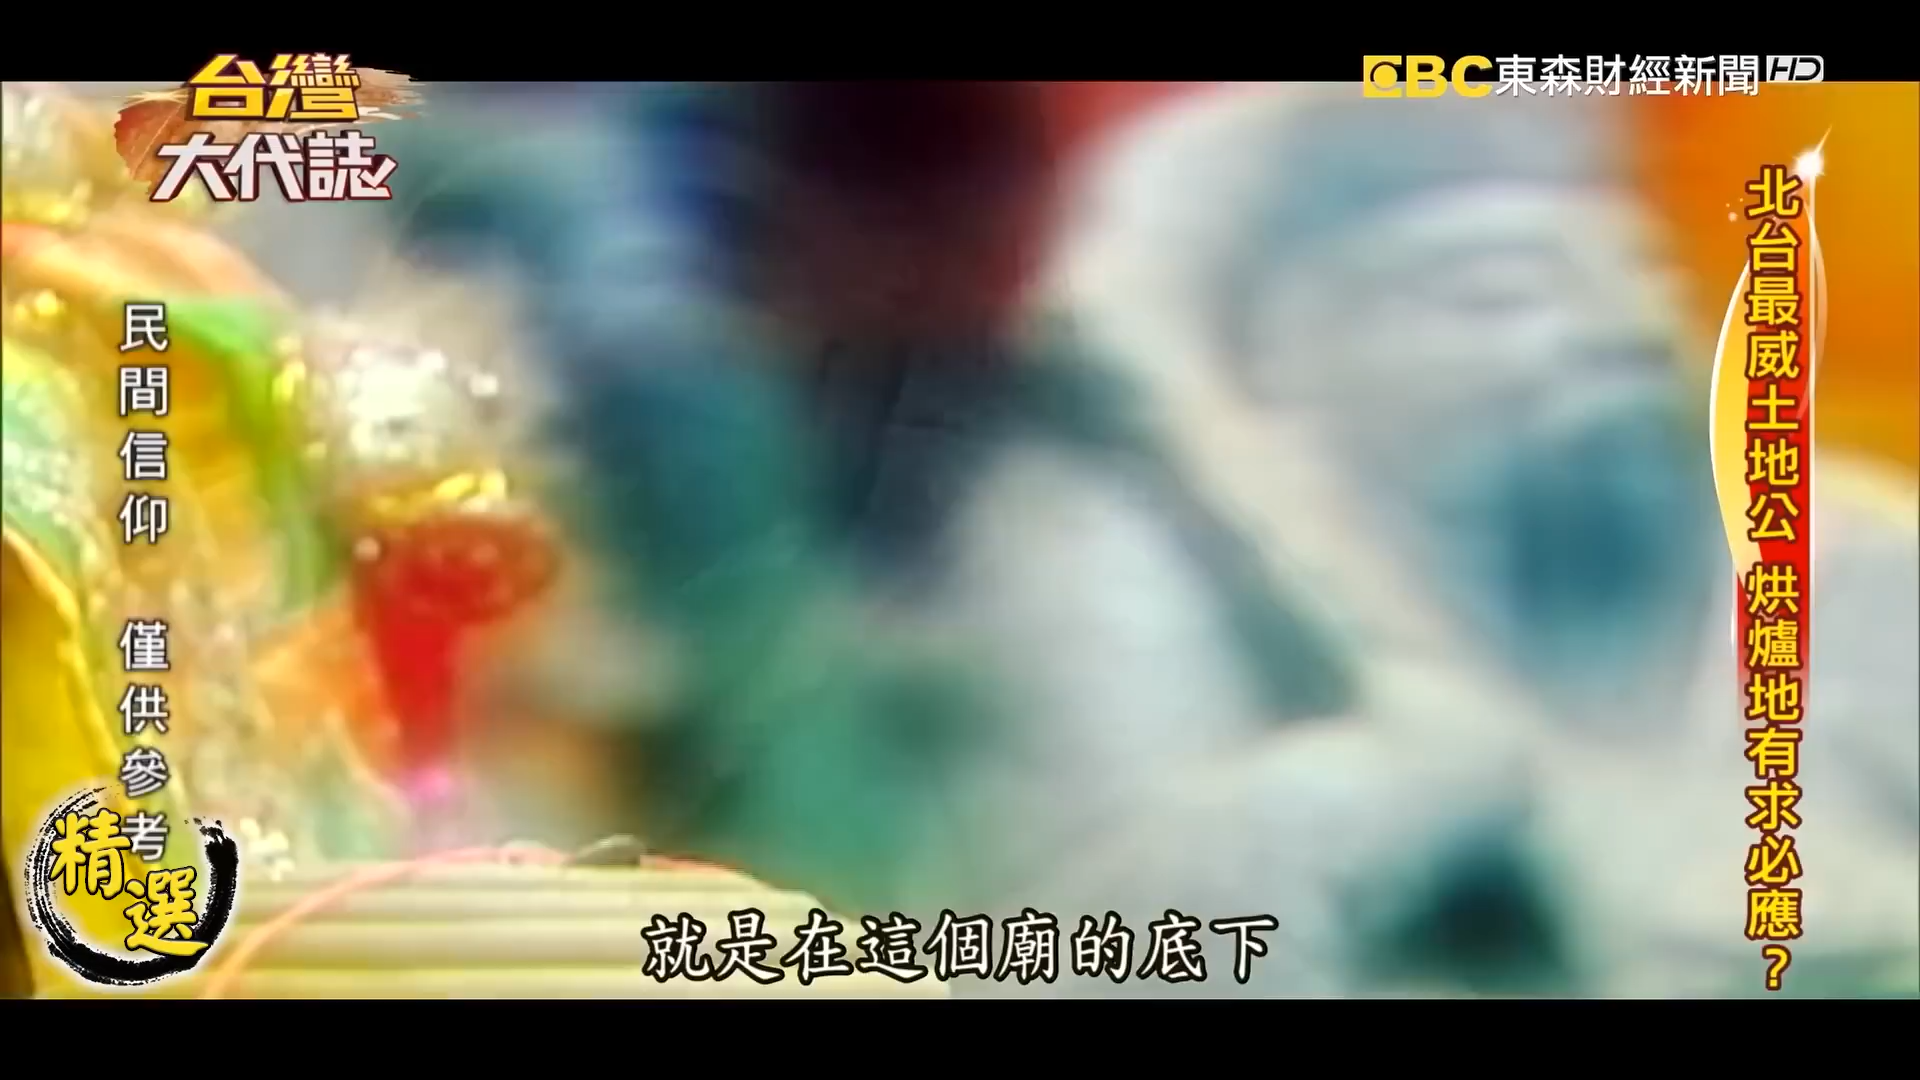 台灣
大代誌
EBC東森財經新聞HD
北台最威土地公 烘爐地有求必應?
民間信仰 僅供參考
精選
就是在這個廟的底下